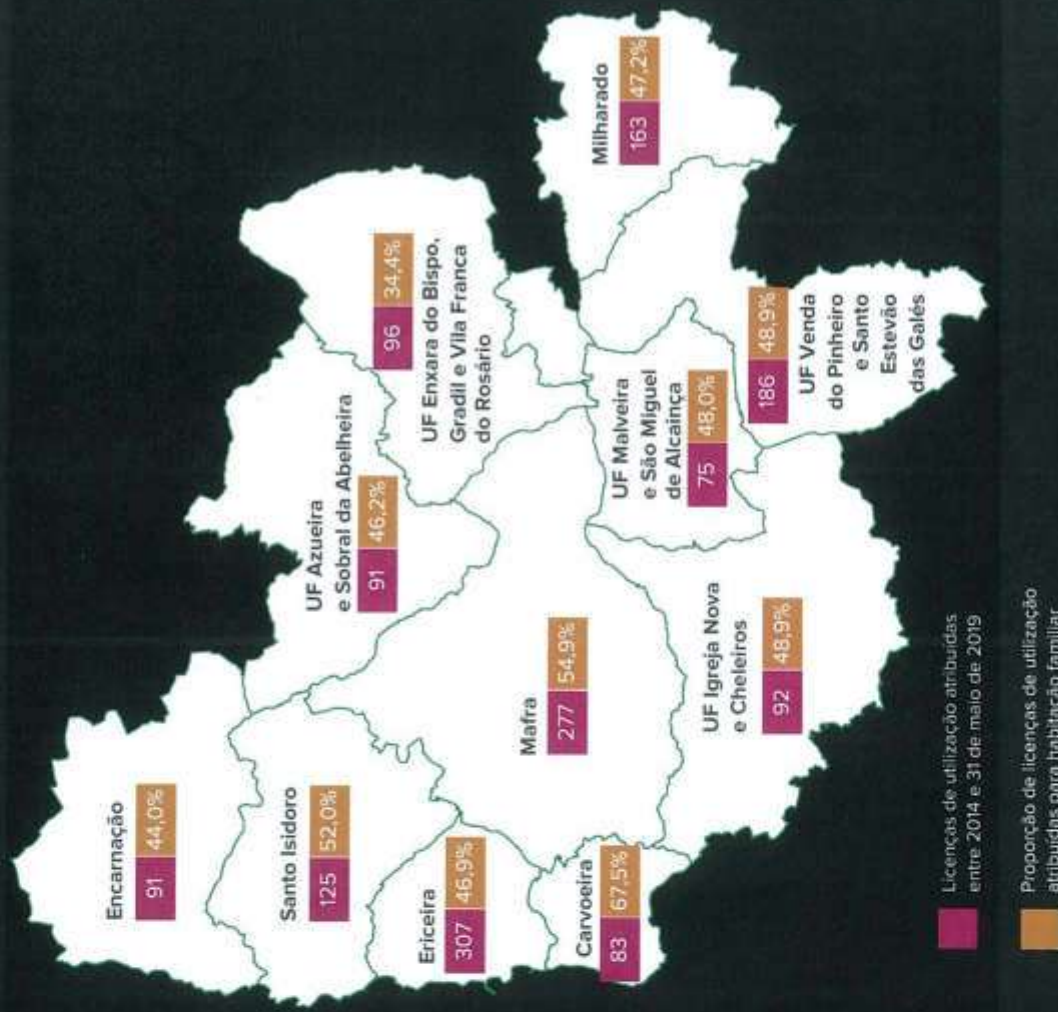 Encarnação
91 44,0%
Santo Isidoro
125 52,0%
Ericeira
307 46,9%
Carvoeira
83 67,5%
Mafra
277 54,9%
UF Azueira
e Sobral da Abelheira
91 46,2%
96 34,4%
UF Enxara do Bispo,
Gradil e Vila Franca
do Rosário
Milharado
163 47,2%
UF Malveira
e São Miguel
de Alcainça
75 48,0%
186 48,9%
UF Venda
do Pinheiro
e Santo
Estevão
das Galés
UF Igreja Nova
e Cheleiros
92 48,9%
Licenças de utilização atribuídas
entre 2014 e 31 de maio de 2019
Proporção de licenças de utilização
atribuídas para habitação familiar